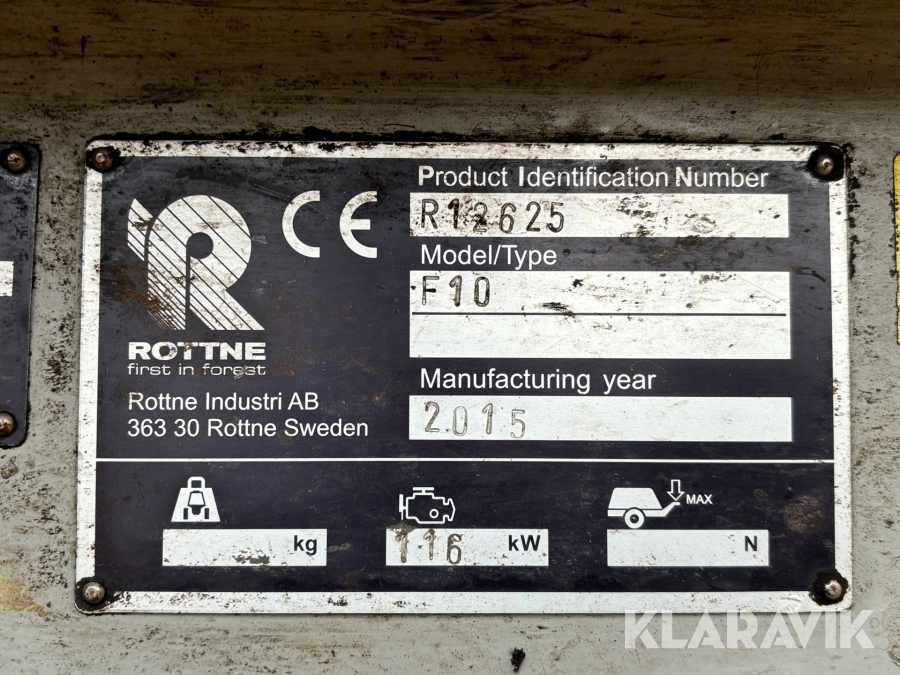 Product Identification Number
R12625
Model/Type
F10
Manufacturing year
2015
CE
ROTTNE
first in forest
Rottne Industri AB
363 30 Rottne Sweden
kg
116 kW
MAX
N
KLARAVIK